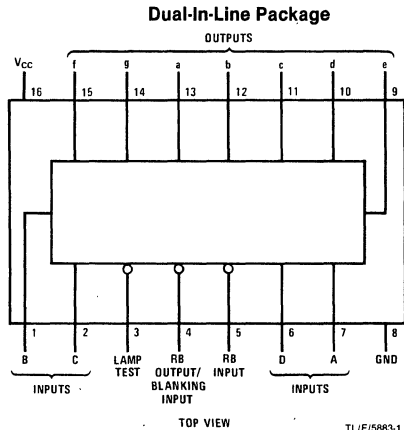 Dual-In-Line Package
OUTPUTS
VCC f g a b c d e
16 15 14 13 12 11 10 9
1 2 3 4 5 6 7 8
B C LAMP TEST RB OUTPUT/ BLANKING INPUT RB INPUT D A GND
INPUTS INPUTS
TOP VIEW
TL/F/5883-1